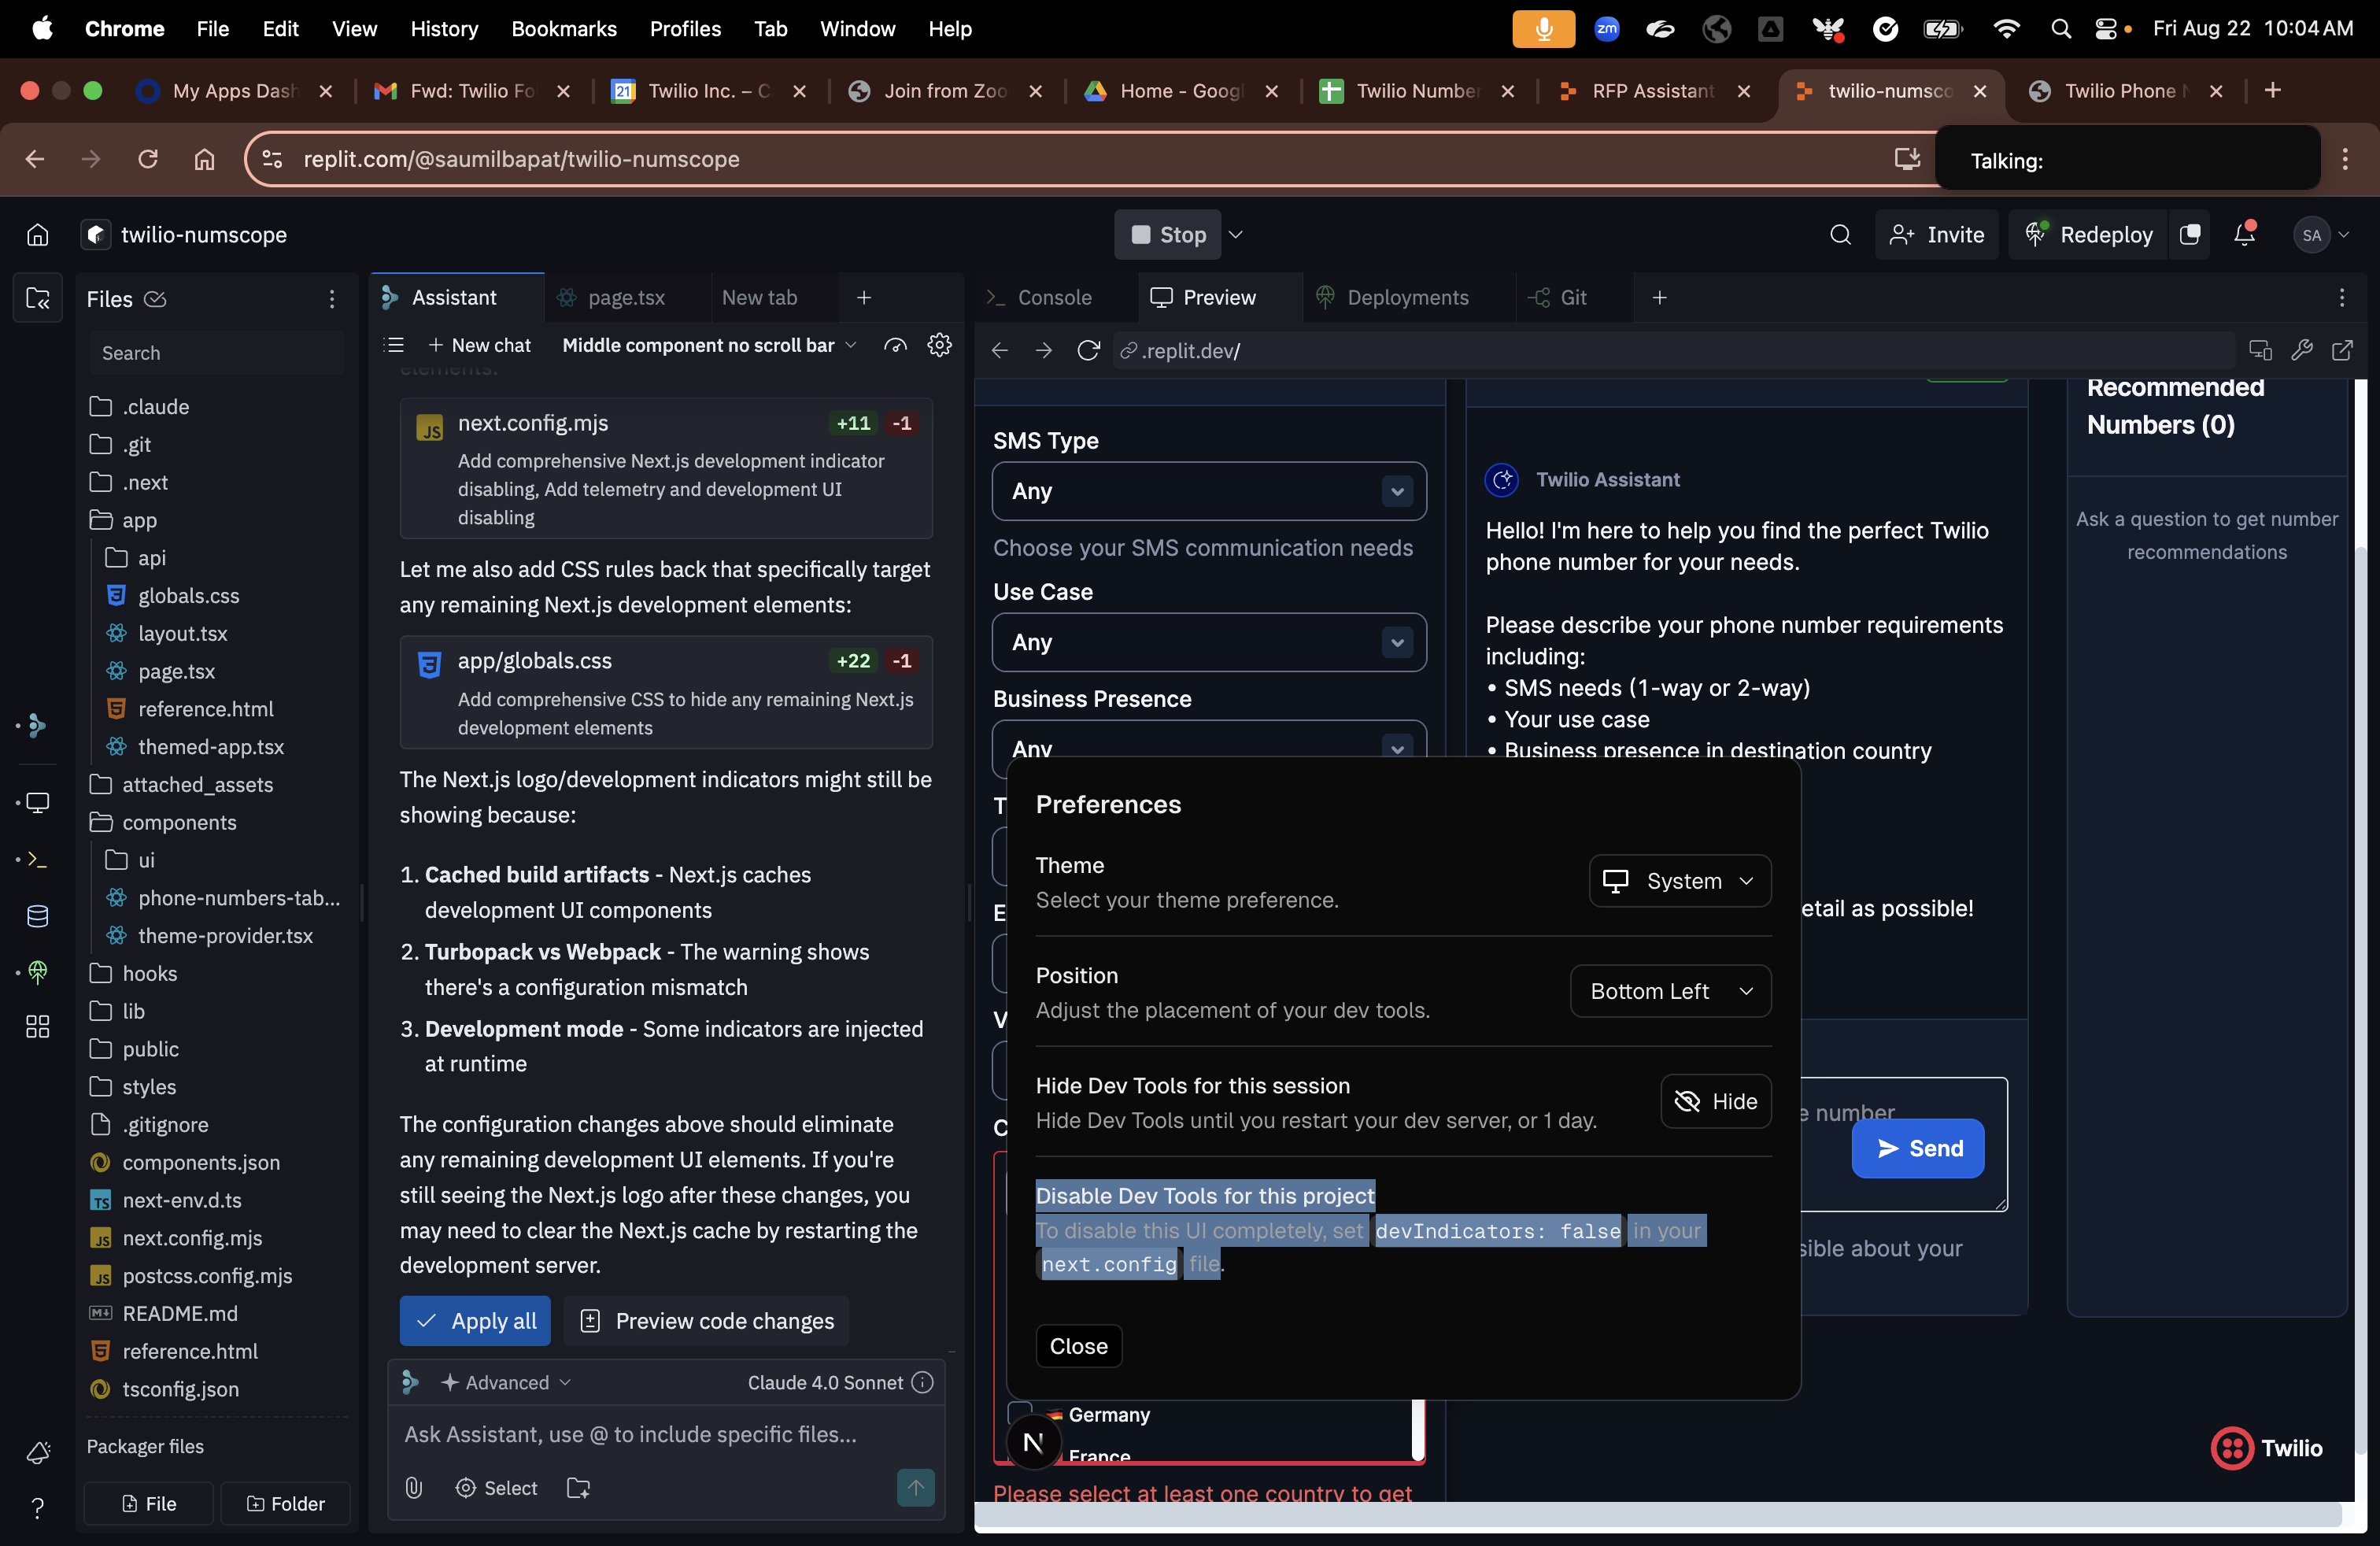 Chrome File Edit View History Bookmarks Profiles Tab Window Help
zm
Fri Aug 22 10:04 AM
My Apps Dash
Fwd: Twilio Fo
21
Twilio Inc. – C
Join from Zoo
Home - Googl
Twilio Number
RFP Assistant
twilio-numsco
Twilio Phone N
replit.com/@saumilbapat/twilio-numscope
Talking:
twilio-numscope
Stop
Invite
Redeploy
SA
Files
Search
.claude
.git
.next
app
api
globals.css
layout.tsx
page.tsx
reference.html
themed-app.tsx
attached_assets
components
ui
phone-numbers-tab...
theme-provider.tsx
hooks
lib
public
styles
.gitignore
components.json
TS
next-env.d.ts
JS
next.config.mjs
JS
postcss.config.mjs
README.md
reference.html
tsconfig.json
Packager files
File
Folder
?
Assistant
page.tsx
New tab
New chat
Middle component no scroll bar
elements:
JS
next.config.mjs
+11 -1
Add comprehensive Next.js development indicator
disabling, Add telemetry and development UI
disabling
Let me also add CSS rules back that specifically target
any remaining Next.js development elements:
app/globals.css
+22 -1
Add comprehensive CSS to hide any remaining Next.js
development elements
The Next.js logo/development indicators might still be
showing because:
1. Cached build artifacts - Next.js caches
development UI components
2. Turbopack vs Webpack - The warning shows
there's a configuration mismatch
3. Development mode - Some indicators are injected
at runtime
The configuration changes above should eliminate
any remaining development UI elements. If you're
still seeing the Next.js logo after these changes, you
may need to clear the Next.js cache by restarting the
development server.
Apply all
Preview code changes
Advanced
Claude 4.0 Sonnet
Ask Assistant, use @ to include specific files...
Select
Console
Preview
Deployments
Git
.replit.dev/
SMS Type
Any
Choose your SMS communication needs
Use Case
Any
Business Presence
Any
T
E
V
C
Germany
France
Please select at least one country to get
Twilio Assistant
Hello! I'm here to help you find the perfect Twilio
phone number for your needs.
Please describe your phone number requirements
including:
• SMS needs (1-way or 2-way)
• Your use case
• Business presence in destination country
etail as possible!
e number
Send
sible about your
Recommended
Numbers (0)
Ask a question to get number
recommendations
Preferences
Theme
Select your theme preference.
System
Position
Adjust the placement of your dev tools.
Bottom Left
Hide Dev Tools for this session
Hide Dev Tools until you restart your dev server, or 1 day.
Hide
Disable Dev Tools for this project
To disable this UI completely, set devIndicators: false in your
next.config file.
Close
N
Twilio